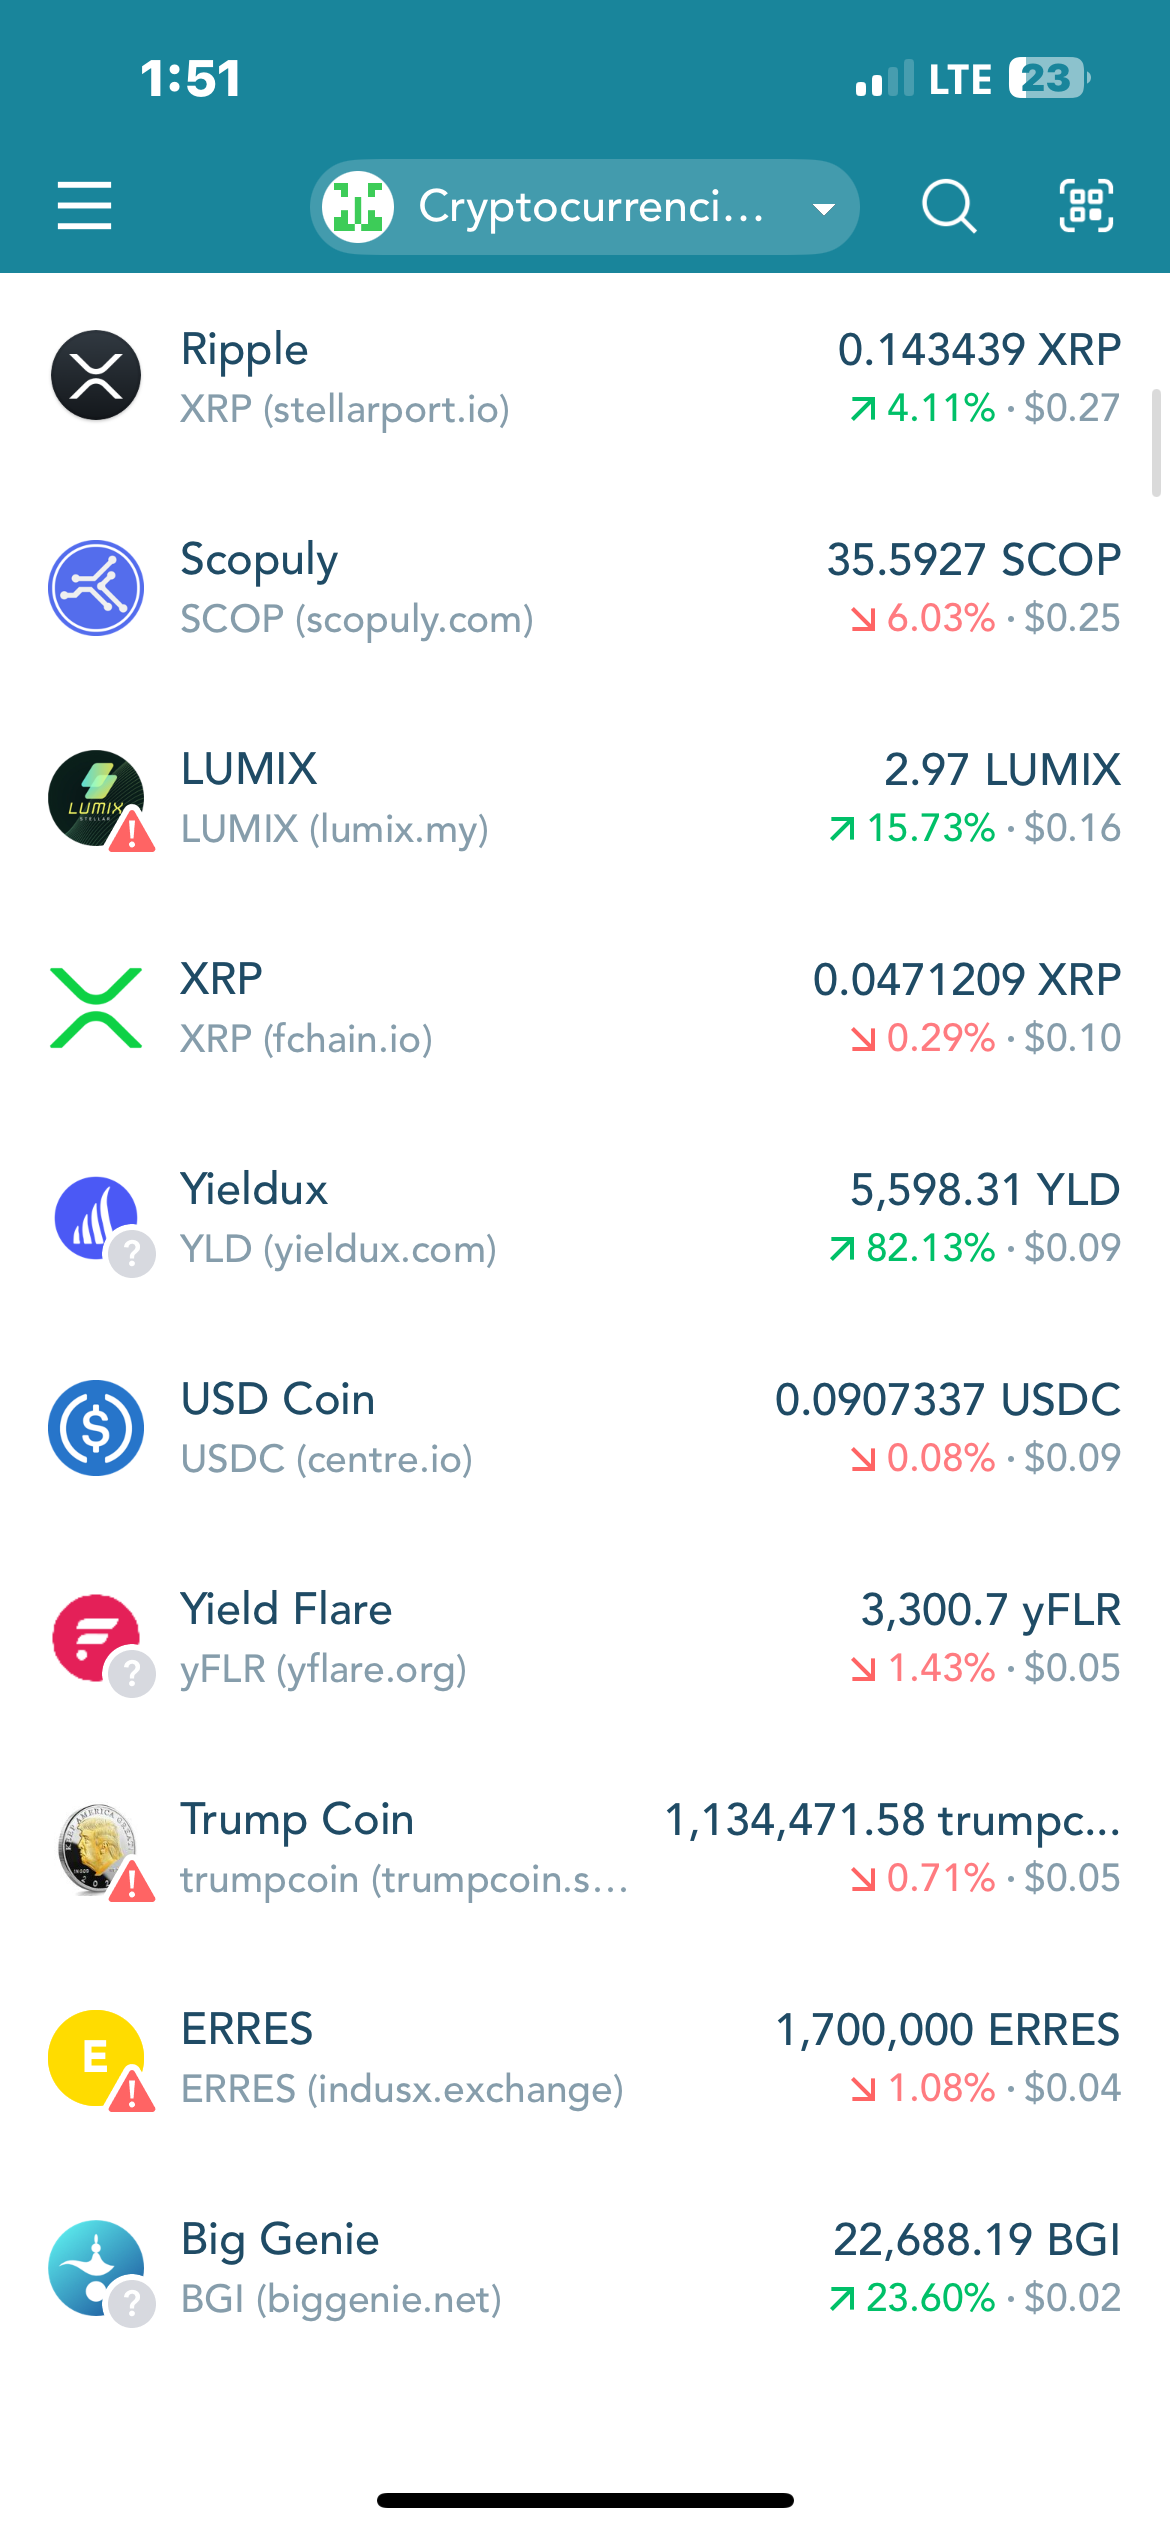 1:51
LTE 23
Cryptocurrenci...
Ripple
0.143439 XRP
XRP (stellarport.io)
4.11% · $0.27
Scopuly
35.5927 SCOP
SCOP (scopuly.com)
6.03% · $0.25
LUMIX
STELLAR
LUMIX
2.97 LUMIX
LUMIX (lumix.my)
15.73% · $0.16
XRP
0.0471209 XRP
XRP (fchain.io)
0.29% · $0.10
Yieldux
5,598.31 YLD
?
YLD (yieldux.com)
82.13% · $0.09
USD Coin
0.0907337 USDC
$
USDC (centre.io)
0.08% · $0.09
Yield Flare
3,300.7 yFLR
?
yFLR (yflare.org)
1.43% · $0.05
Trump Coin
1,134,471.58 trumpc...
trumpcoin (trumpcoin.s...
0.71% · $0.05
ERRES
1,700,000 ERRES
E
ERRES (indusx.exchange)
1.08% · $0.04
Big Genie
22,688.19 BGI
?
BGI (biggenie.net)
23.60% · $0.02